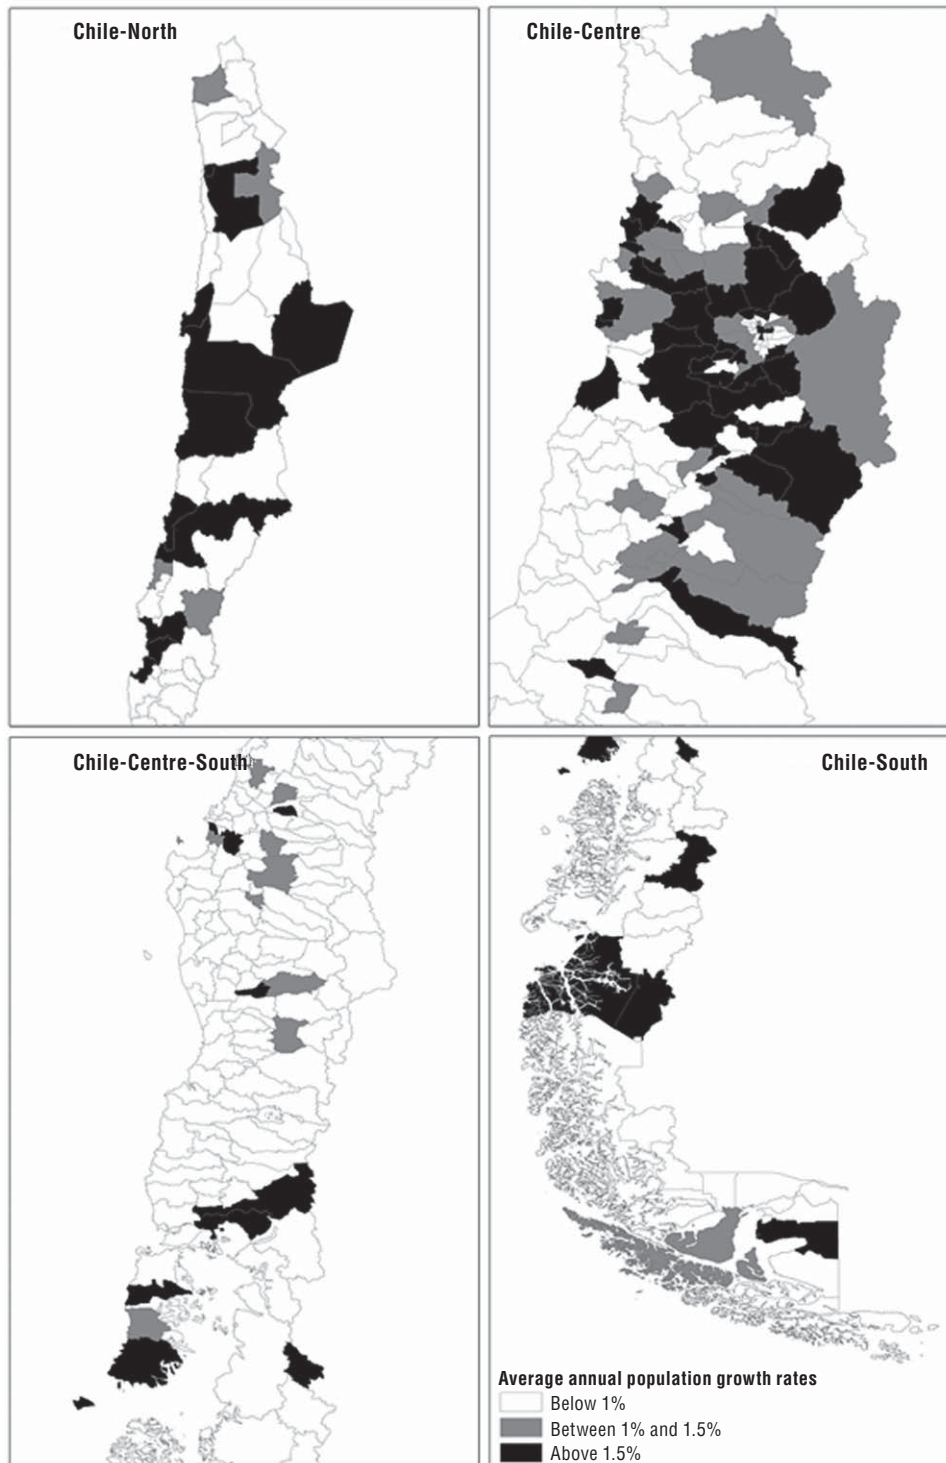 Chile-North
Chile-Centre
Chile-Centre-South
Chile-South
Average annual population growth rates
Below 1%
Between 1% and 1.5%
Above 1.5%